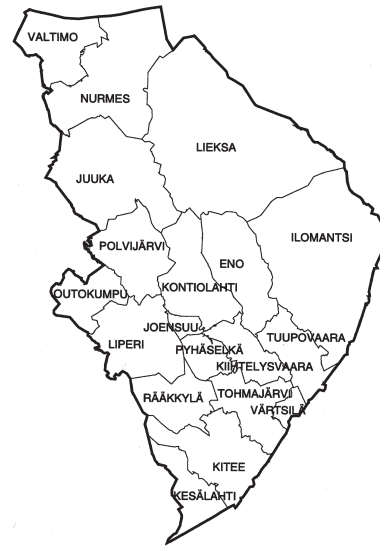 VALTIMO
NURMES
LIEKSA
JUUKA
ILOMANTSI
POLVIJÄRVI
ENO
KONTIOLAHTI
OUTOKUMPU
JOENSUU
TUUPOVAARA
LIPERI
PYHÄSELKÄ
KIIHTELYSVAARA
RÄÄKKYLÄ
TOHMAJÄRVI
VÄRTSILÄ
KITEE
KESÄLAHTI